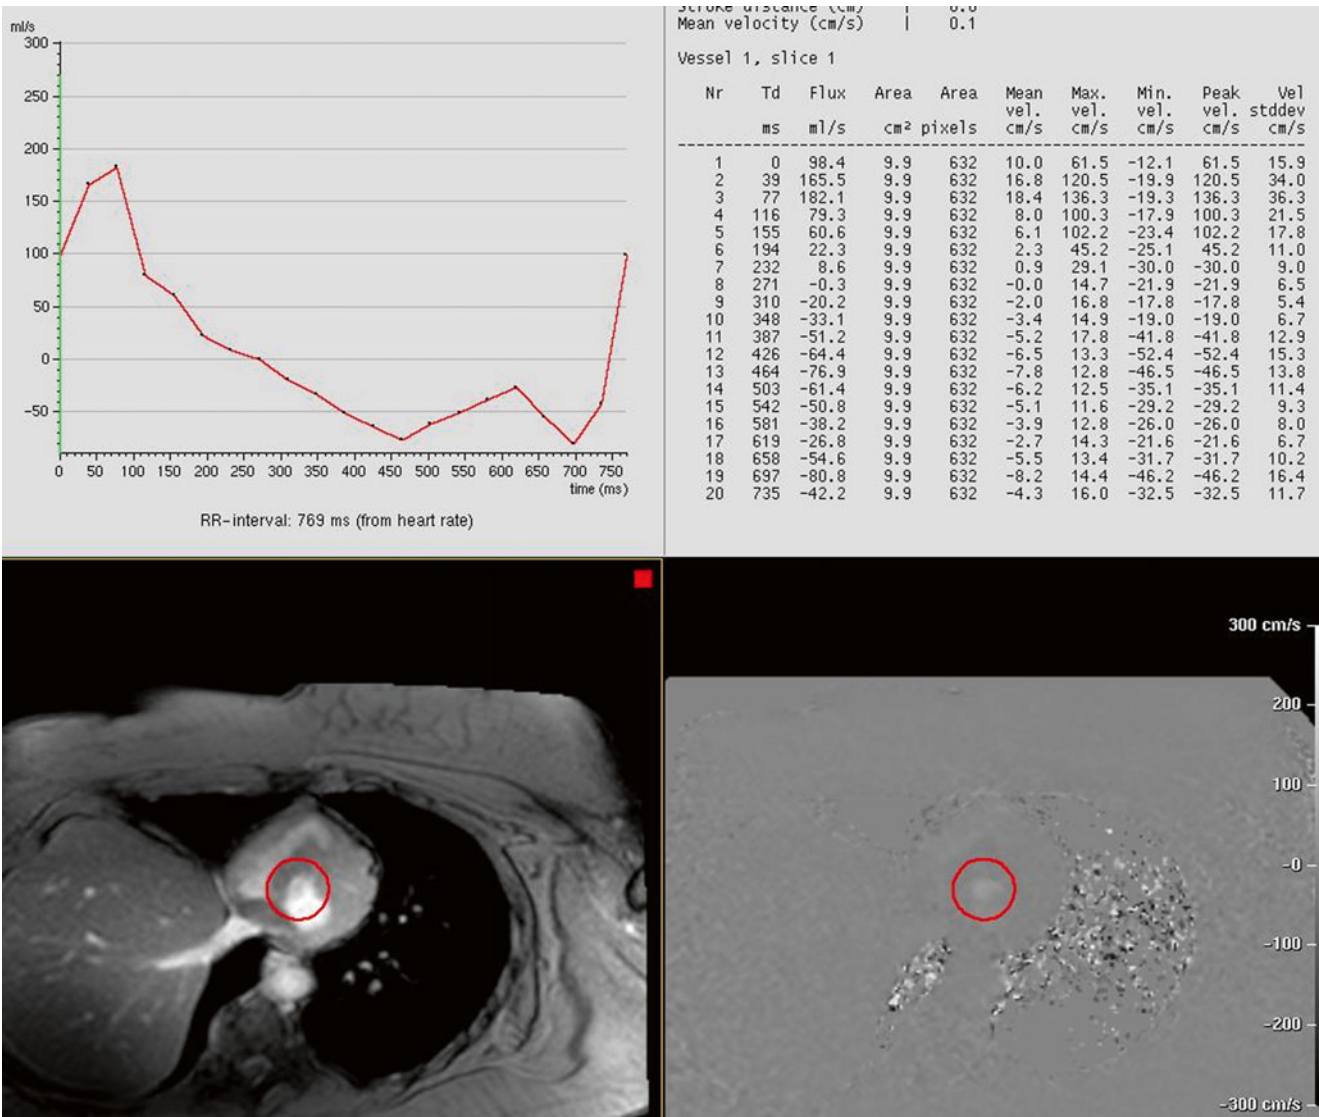 ml/s
300
250
200
150
100
50
0
-50
0 50 100 150 200 250 300 350 400 450 500 550 600 650 700 750
time (ms)
RR-interval: 769 ms (from heart rate)
Stroke distance (cm) | 0.0
Mean velocity (cm/s) | 0.1
Vessel 1, slice 1
Nr Td Flux Area Area Mean Max. Min. Peak Vel
vel. vel. vel. vel. stddev
ms ml/s cm² pixels cm/s cm/s cm/s cm/s cm/s
1 0 98.4 9.9 632 10.0 61.5 -12.1 61.5 15.9
2 39 165.5 9.9 632 16.8 120.5 -19.9 120.5 34.0
3 77 182.1 9.9 632 18.4 136.3 -19.3 136.3 36.3
4 116 79.3 9.9 632 8.0 100.3 -17.9 100.3 21.5
5 155 60.6 9.9 632 6.1 102.2 -23.4 102.2 17.8
6 194 22.3 9.9 632 2.3 45.2 -25.1 45.2 11.0
7 232 8.6 9.9 632 0.9 29.1 -30.0 -30.0 9.0
8 271 -0.3 9.9 632 -0.0 14.7 -21.9 -21.9 6.5
9 310 -20.2 9.9 632 -2.0 16.8 -17.8 -17.8 5.4
10 348 -33.1 9.9 632 -3.4 14.9 -19.0 -19.0 6.7
11 387 -51.2 9.9 632 -5.2 17.8 -41.8 -41.8 12.9
12 426 -64.4 9.9 632 -6.5 13.3 -52.4 -52.4 15.3
13 464 -76.9 9.9 632 -7.8 12.8 -46.5 -46.5 13.8
14 503 -61.4 9.9 632 -6.2 12.5 -35.1 -35.1 11.4
15 542 -50.8 9.9 632 -5.1 11.6 -29.2 -29.2 9.3
16 581 -38.2 9.9 632 -3.9 12.8 -26.0 -26.0 8.0
17 619 -26.8 9.9 632 -2.7 14.3 -21.6 -21.6 6.7
18 658 -54.6 9.9 632 -5.5 13.4 -31.7 -31.7 10.2
19 697 -80.8 9.9 632 -8.2 14.4 -46.2 -46.2 16.4
20 735 -42.2 9.9 632 -4.3 16.0 -32.5 -32.5 11.7
300 cm/s
200
100
-0
-100
-200
-300 cm/s